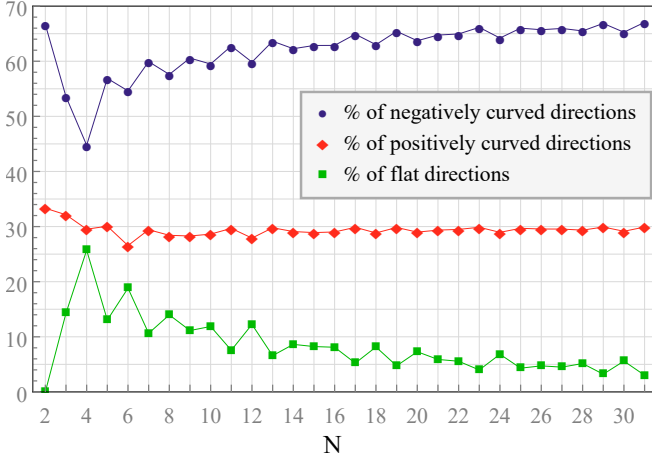 70
60
50
40
30
20
10
0
% of negatively curved directions
% of positively curved directions
% of flat directions
2 4 6 8 10 12 14 16 18 20 22 24 26 28 30
N